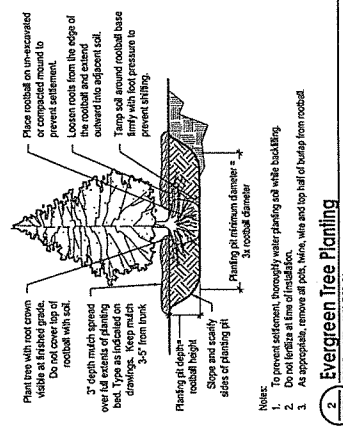 Plant tree with root crown
visible at finished grade.
Do not cover top of
rootball with soil.
3" depth mulch spread
over full extents of planting
bed. Type as indicated on
drawings. Keep mulch
3-5" from trunk
Planting pit depth=
rootball height
Slope and scarify
sides of planting pit
Place rootball on un-excavated
or compacted mound to
prevent settlement.
Loosen roots from the edge of
the rootball and extend
outward into adjacent soil.
Tamp soil around rootball base
firmly with foot pressure to
prevent shifting.
Planting pit minimum diameter =
3x rootball diameter
Notes:
1. To prevent settlement, thoroughly water planting soil while backfilling.
2. Do not fertilize at time of installation.
3. As appropriate, remove all pots, twine, wire and top half of burlap from rootball.
2 Evergreen Tree Planting